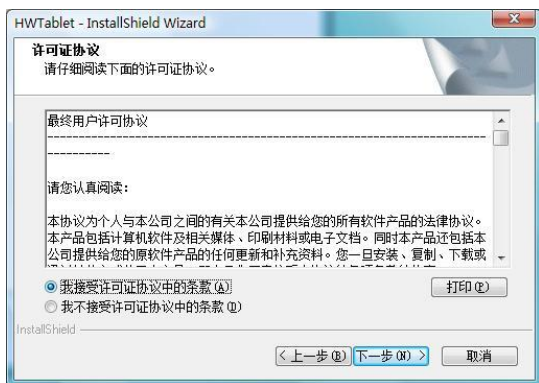 HWTablet - InstallShield Wizard
许可证协议
请仔细阅读下面的许可证协议。
最终用户许可协议
--------------------------------------------------------------------------
----------
请您认真阅读：
本协议为个人与本公司之间的有关本公司提供给您的所有软件产品的法律协议。
本产品包括计算机软件及相关媒体、印刷材料或电子文档。同时本产品还包括本
公司提供给您的原软件产品的任何更新和补充资料。您一旦安装、复制、下载或
我接受许可证协议中的条款(A)
打印(P)
我不接受许可证协议中的条款(D)
InstallShield
< 上一步(B)
下一步(N) >
取消